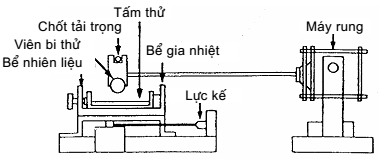 Tấm thử
Chốt tải trọng
Máy rung
Viên bi thử
Bể gia nhiệt
Bể nhiên liệu
Lực kế